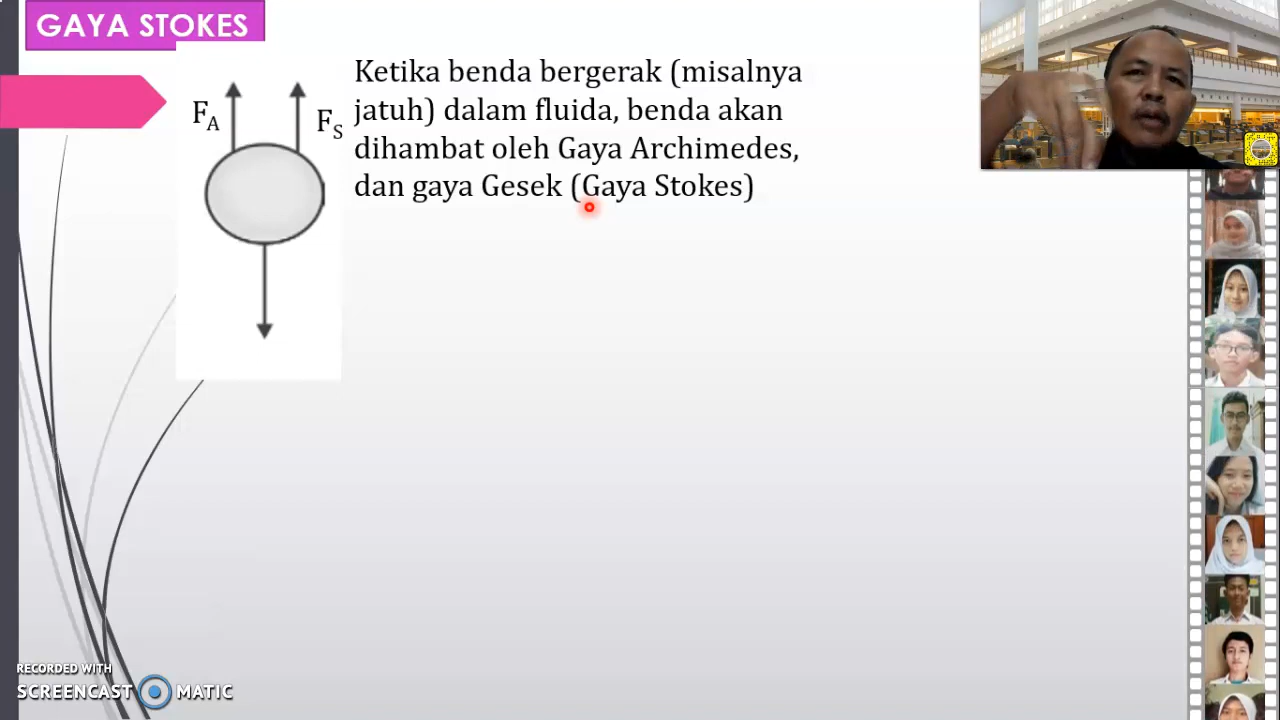 GAYA STOKES
F_A
F_S
Ketika benda bergerak (misalnya
jatuh) dalam fluida, benda akan
dihambat oleh Gaya Archimedes,
dan gaya Gesek (Gaya Stokes)
RECORDED WITH
SCREENCAST MATIC